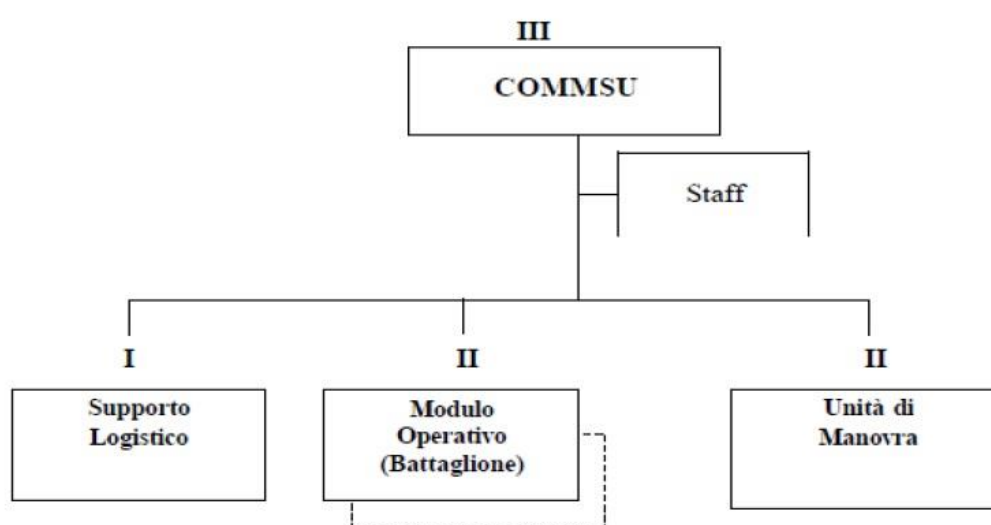 III
COMMSU
Staff
I
II
II
Supporto
Logistico
Modulo
Operativo
(Battaglione)
Unità di
Manovra